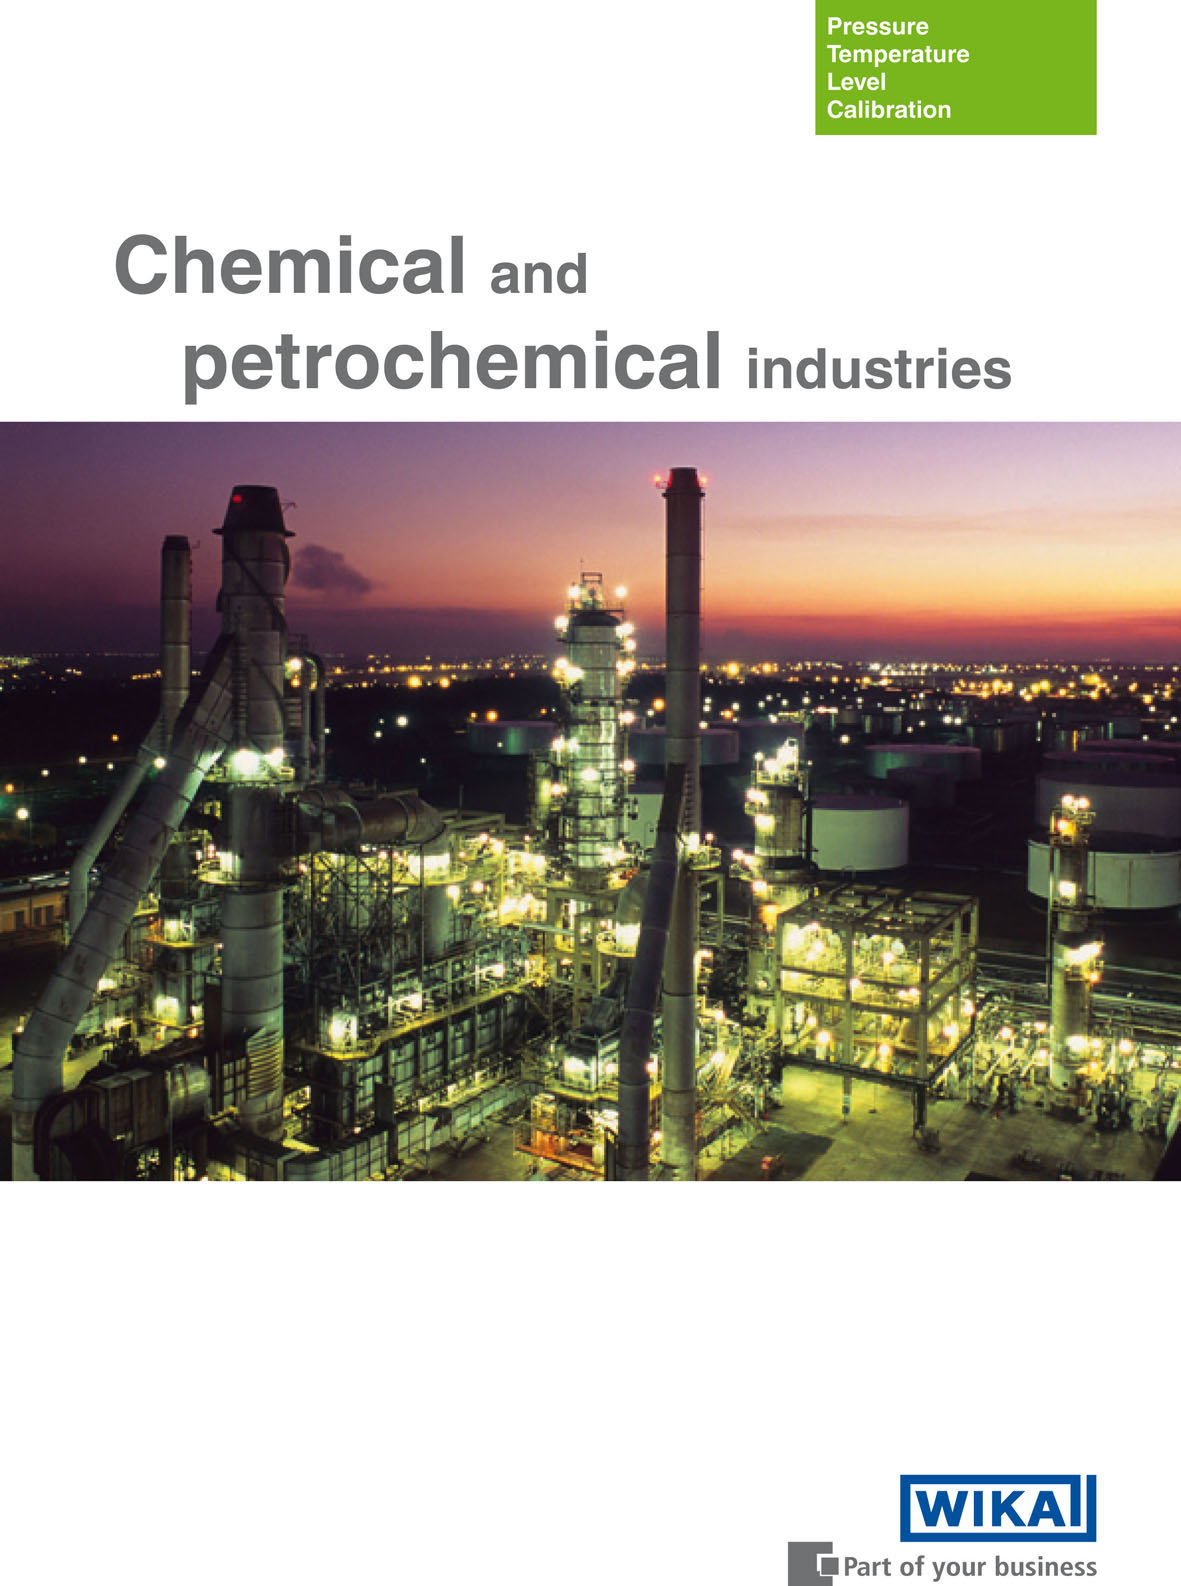 Pressure
Temperature
Level
Calibration
Chemical and
petrochemical industries
WIKA
Part of your business